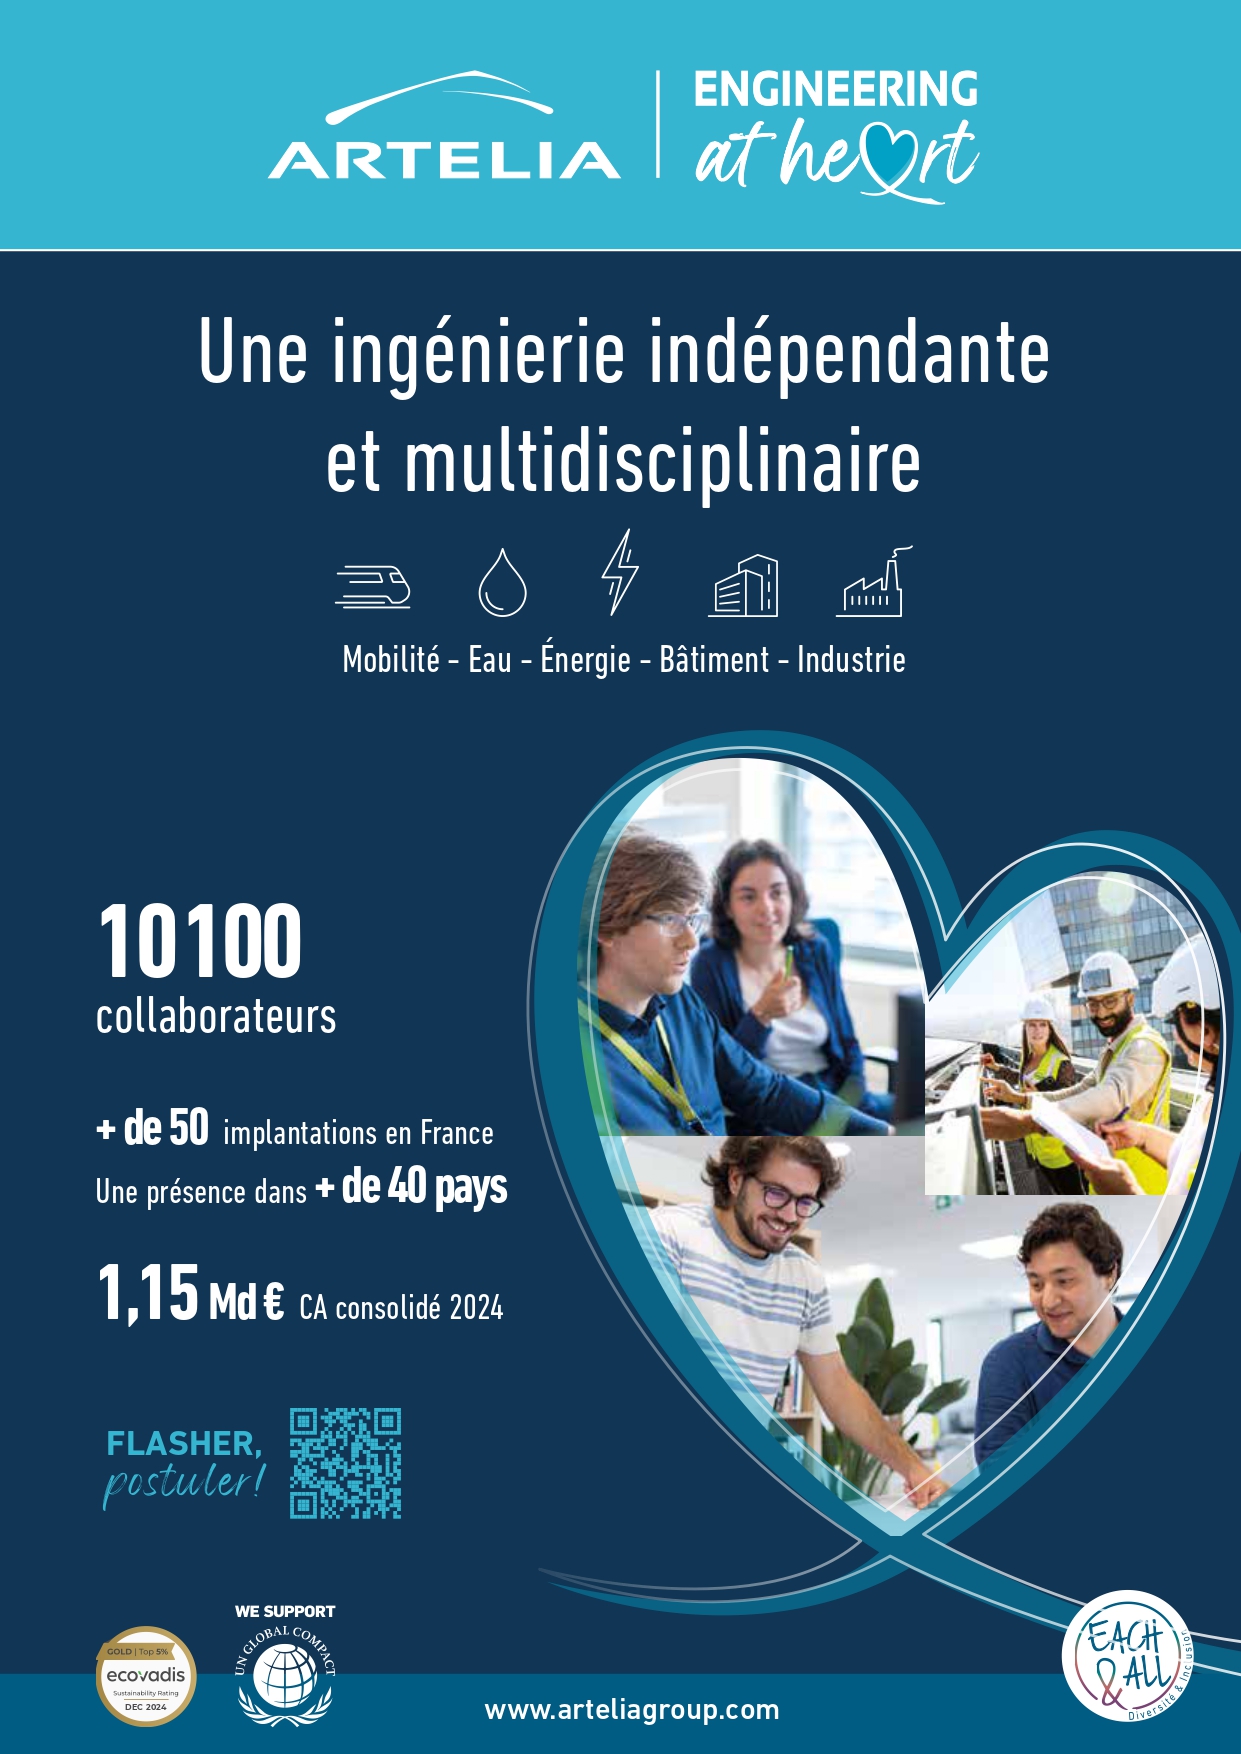 ARTELIA
ENGINEERING
at heart
Une ingénierie indépendante
et multidisciplinaire
Mobilité - Eau - Énergie - Bâtiment - Industrie
10 100
collaborateurs
+ de 50 implantations en France
Une présence dans + de 40 pays
1,15 Md € CA consolidé 2024
FLASHER,
postuler!
WE SUPPORT
UN GLOBAL COMPACT
GOLD | Top 5%
ecovadis
Sustainability Rating
DEC 2024
www.arteliagroup.com
EACH
& ALL
Diversité & Inclusion